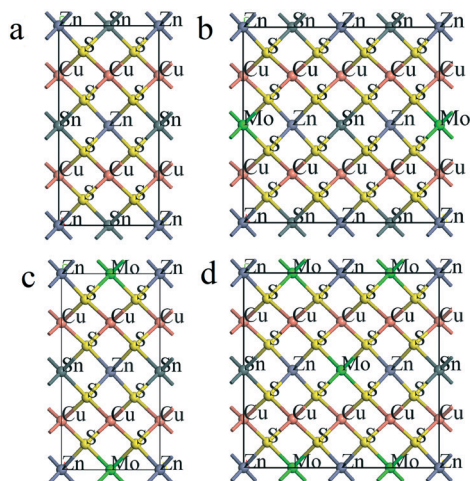 a
Zn Sn Zn
S S
Cu Cu Cu
S S
Sn Zn Sn
S S
Cu Cu Cu
S S
Zn Sn Zn
b
Zn Sn Zn Sn Zn
S S S S
Cu Cu Cu Cu Cu
S S S S
Mo Zn Sn Zn Mo
S S S S
Cu Cu Cu Cu Cu
S S S S
Zn Sn Zn Sn Zn
c
Zn Mo Zn
S S
Cu Cu Cu
S S
Sn Zn Sn
S S
Cu Cu Cu
S S
Zn Mo Zn
d
Zn Mo Zn Mo Zn
S S S S
Cu Cu Cu Cu Cu
S S S S
Sn Zn Mo Zn Sn
S S S S
Cu Cu Cu Cu Cu
S S S S
Zn Mo Zn Mo Zn